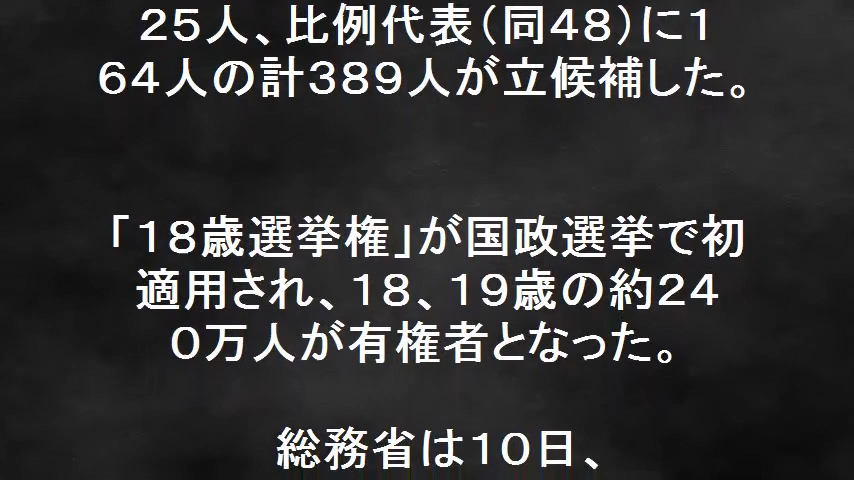 ２５人、比例代表（同４８）に１
６４人の計３８９人が立候補した。
「１８歳選挙権」が国政選挙で初
適用され、１８、１９歳の約２４
０万人が有権者となった。
総務省は１０日、